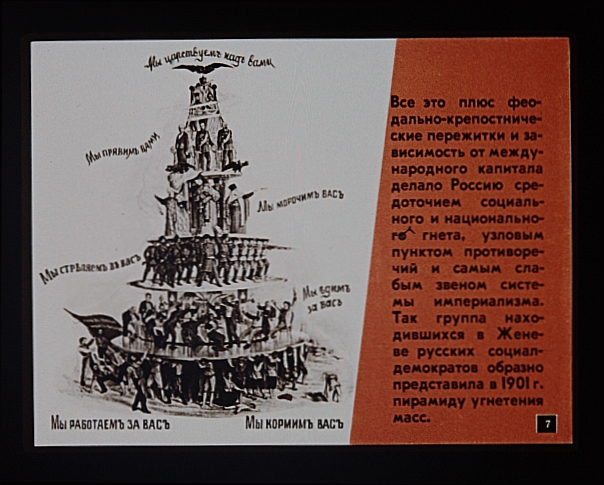 Мы царствуемъ надъ вами
Мы правимъ вами
Мы морочимъ васъ
Мы стрѣляемъ въ васъ
Мы ѣдимъ
за васъ
Мы работаемъ за васъ
Мы кормимъ васъ
Все это плюс фео-
дально-крепостниче-
ские пережитки и за-
висимость от между-
народного капитала
делало Россию сре-
доточием социаль-
ного и национально-
го гнета, узловым
пунктом противоре-
чий и самым сла-
бым звеном систе-
мы империализма.
Так группа нахо-
дившихся в Жене-
ве русских социал-
демократов образно
представила в 1901 г.
пирамиду угнетения
масс.
7